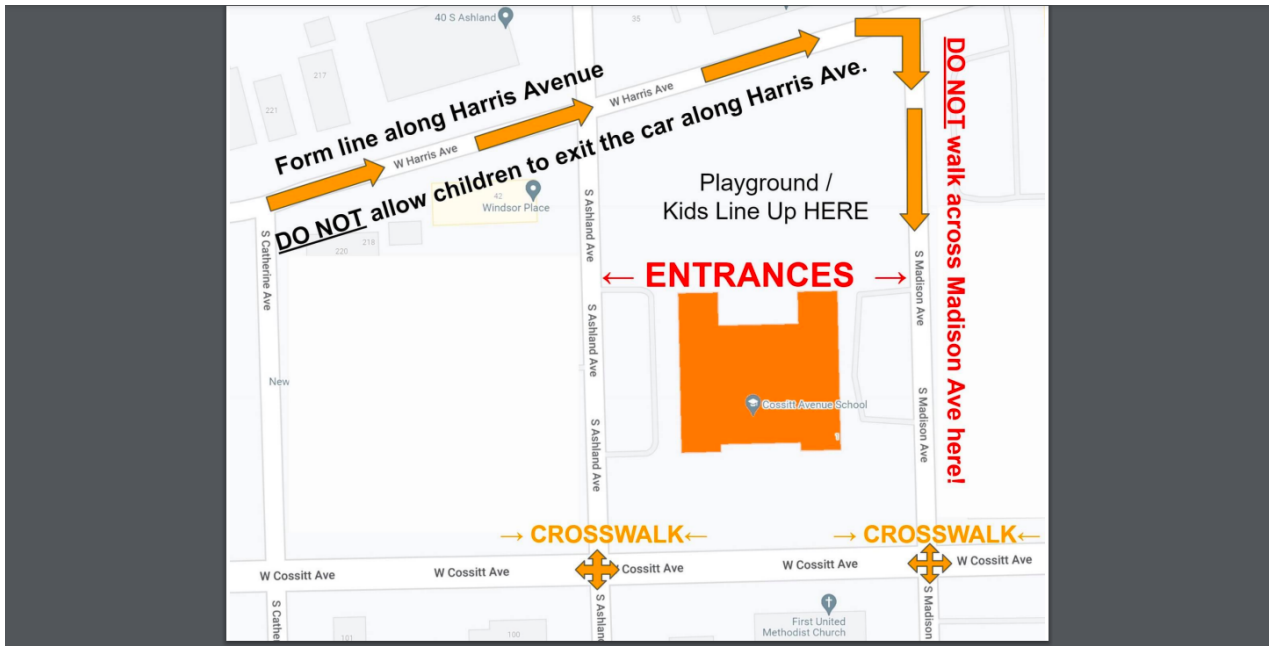 40 S Ashland
35
217
221
Form line along Harris Avenue
W Harris Ave
W Harris Ave
DO NOT allow children to exit the car along Harris Ave.
DO NOT walk across Madison Ave here!
42
Windsor Place
218
220
Playground /
Kids Line Up HERE
S Catherine Ave
S Ashland Ave
S Madison Ave
← ENTRANCES →
S Ashland Ave
New
Cossitt Avenue School
S Madison Ave
S Ashland Ave
→ CROSSWALK←
→ CROSSWALK←
W Cossitt Ave
W Cossitt Ave
Cossitt Ave
W Cossitt Ave
W Cossitt Ave
S Cathe
S Ashlan
S Madison
First United
Methodist Church
101
100